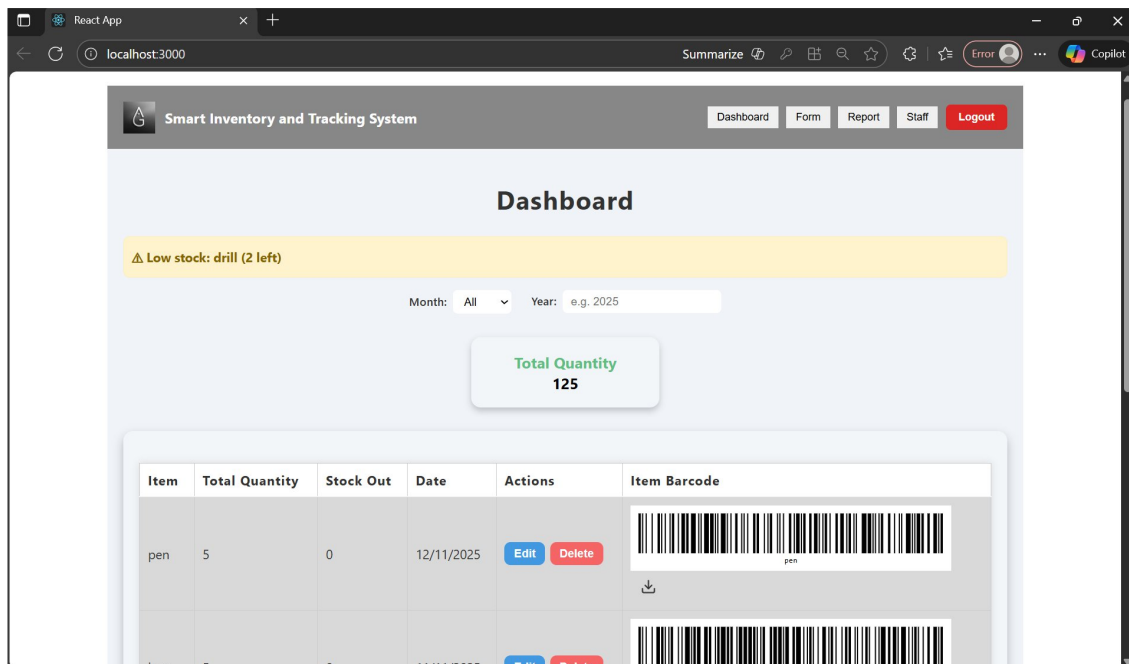 React App
localhost:3000
Summarize
Error
Copilot
Smart Inventory and Tracking System
Dashboard
Form
Report
Staff
Logout
Dashboard
⚠ Low stock: drill (2 left)
Month: All
Year: e.g. 2025
Total Quantity
125
Item Total Quantity Stock Out Date Actions Item Barcode
pen 5 0 12/11/2025 Edit Delete
pen